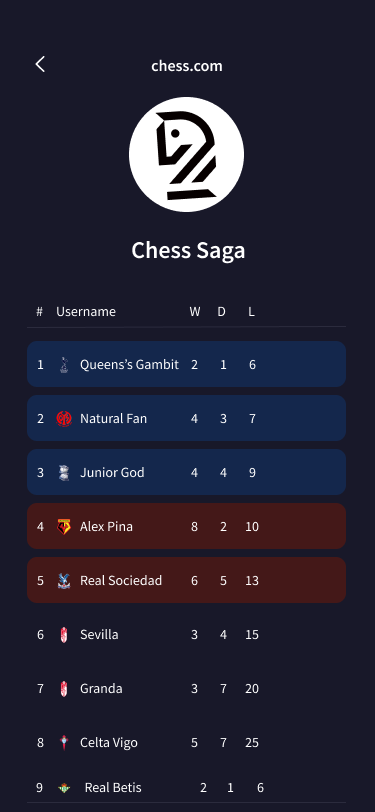 chess.com
Chess Saga
# Username W D L
1 Queens's Gambit 2 1 6
2 Natural Fan 4 3 7
3 Junior God 4 4 9
4 Alex Pina 8 2 10
5 Real Sociedad 6 5 13
6 Sevilla 3 4 15
7 Granda 3 7 20
8 Celta Vigo 5 7 25
9 Real Betis 2 1 6